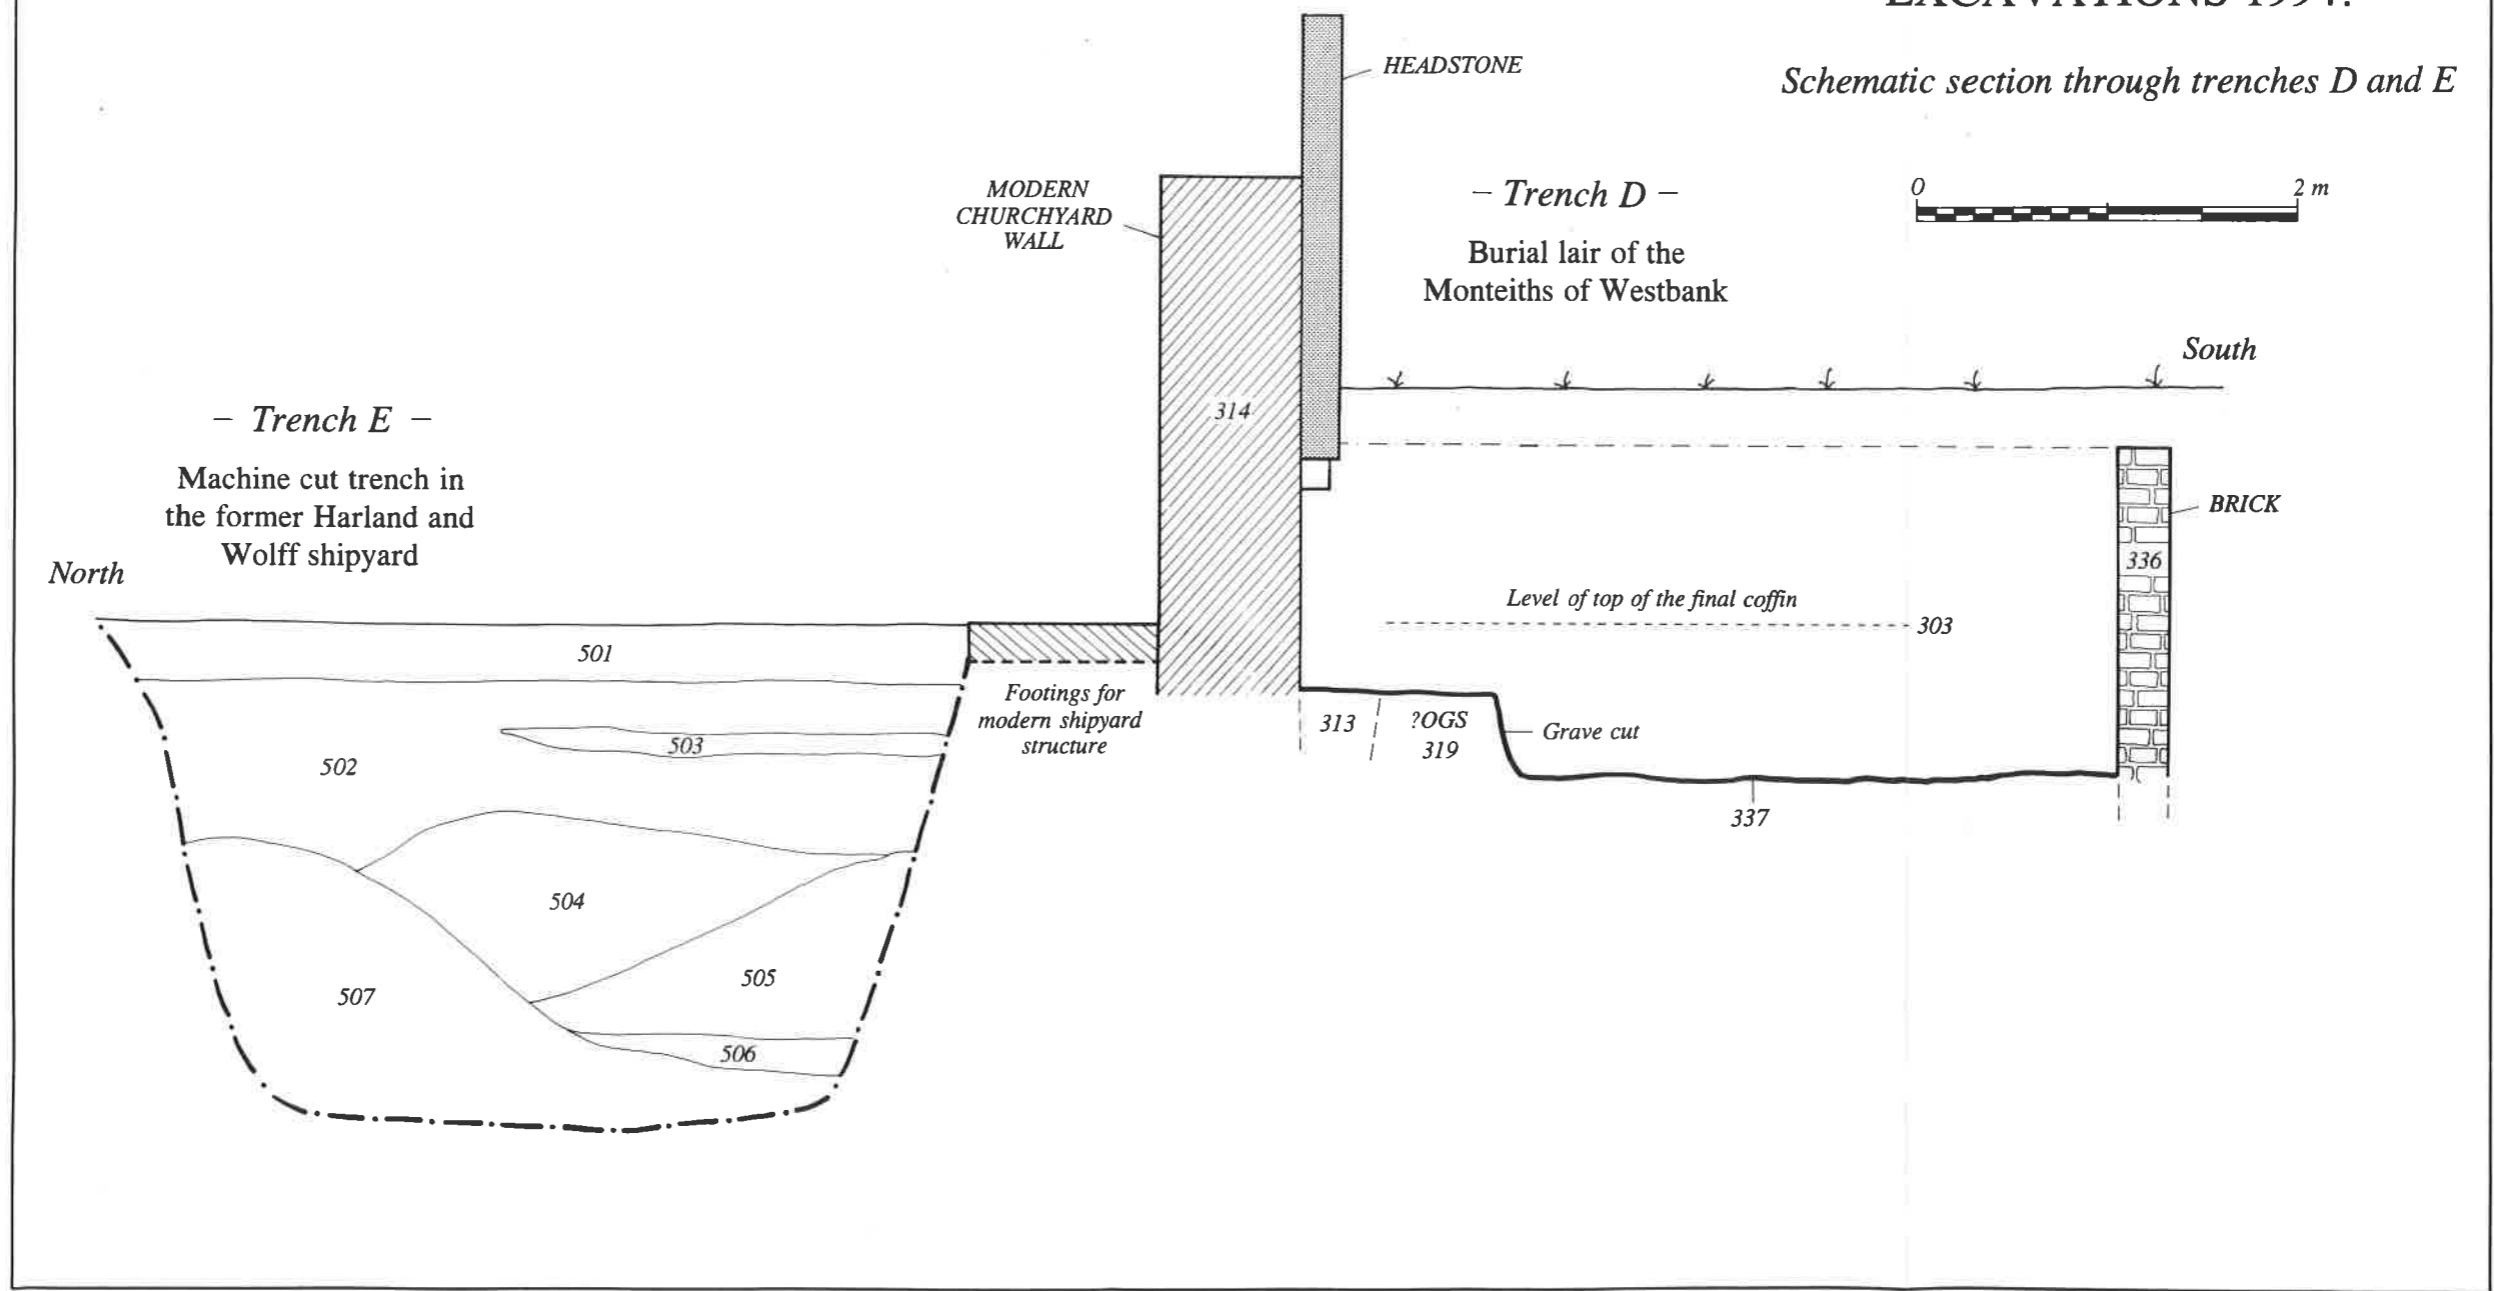 EXCAVATIONS 1994.
Schematic section through trenches D and E
HEADSTONE
0 2 m
MODERN
CHURCHYARD
WALL
– Trench D –
Burial lair of the
Monteiths of Westbank
South
– Trench E –
Machine cut trench in
the former Harland and
Wolff shipyard
North
314
BRICK
336
Level of top of the final coffin
303
501
Footings for
modern shipyard
structure
313
?OGS
319
Grave cut
503
502
337
504
505
507
506